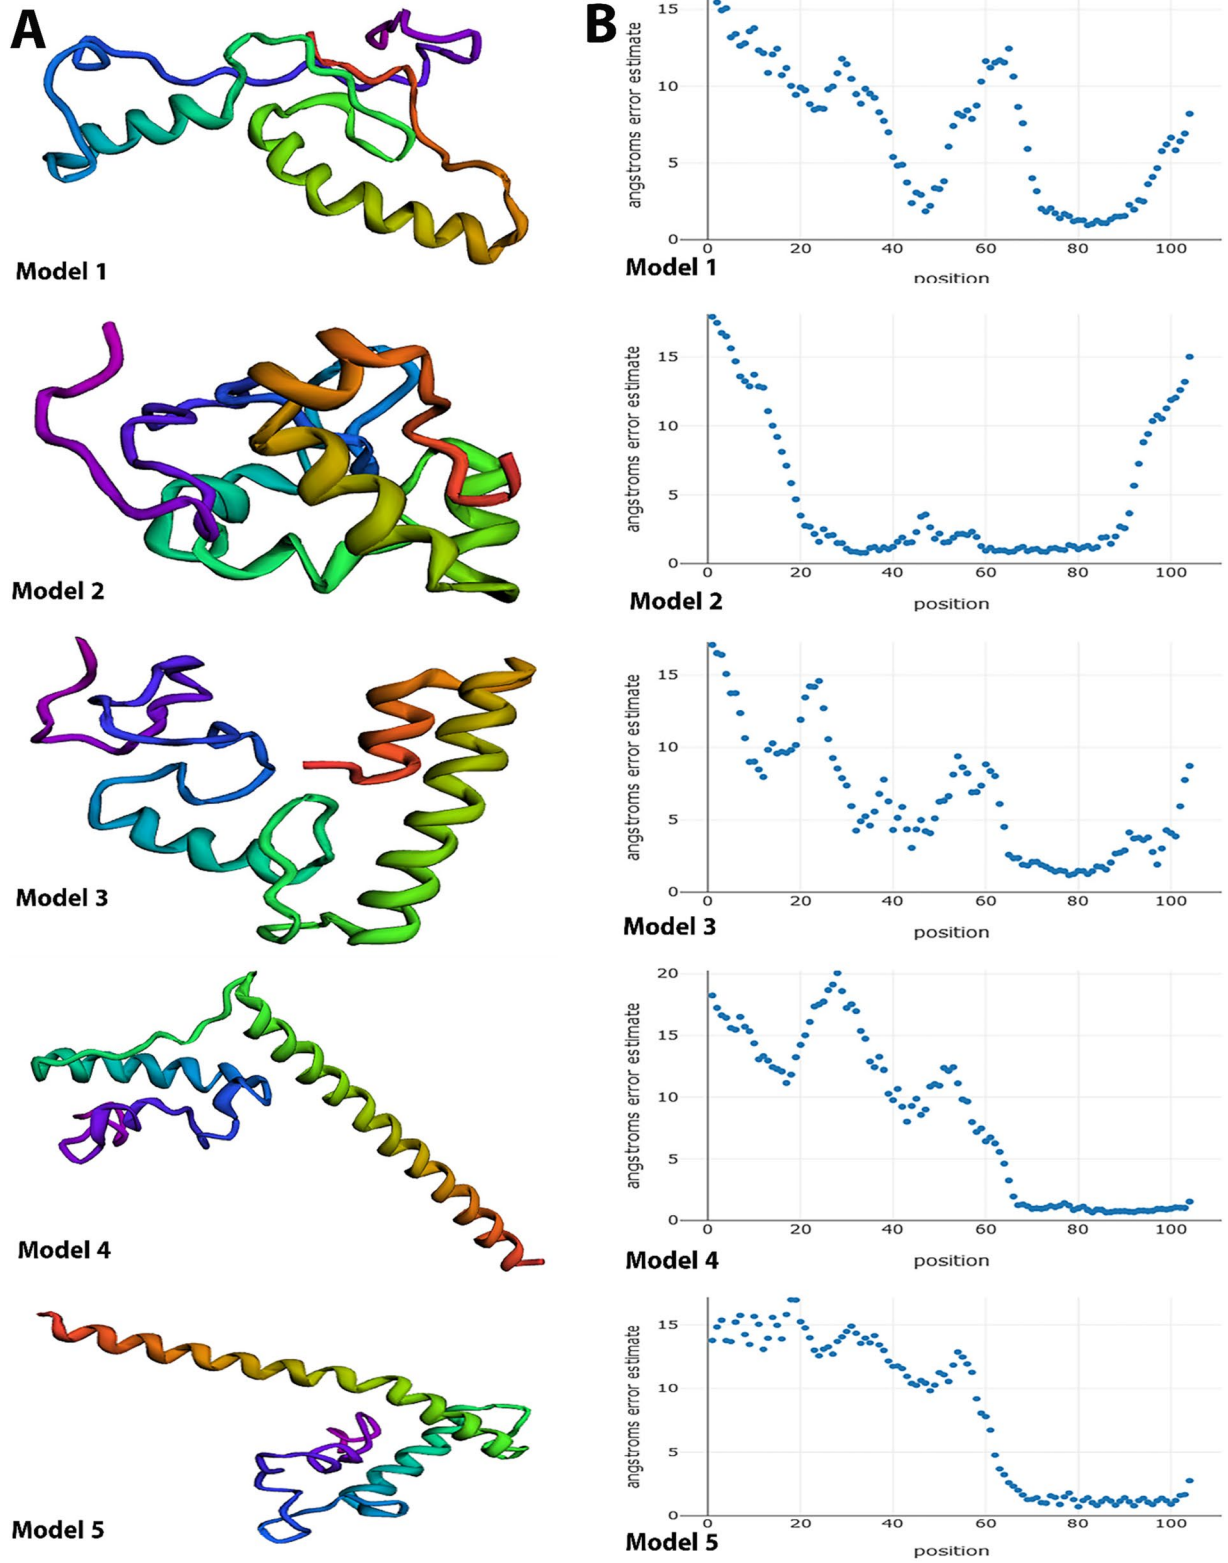 A
B
15
10
5
0
angstroms error estimate
0 20 40 60 80 100
position
Model 1
Model 1
15
10
5
0
angstroms error estimate
0 20 40 60 80 100
position
Model 2
Model 2
15
10
5
0
angstroms error estimate
0 20 40 60 80 100
position
Model 3
Model 3
20
15
10
5
0
angstroms error estimate
0 20 40 60 80 100
position
Model 4
Model 4
15
10
5
0
angstroms error estimate
0 20 40 60 80 100
position
Model 5
Model 5